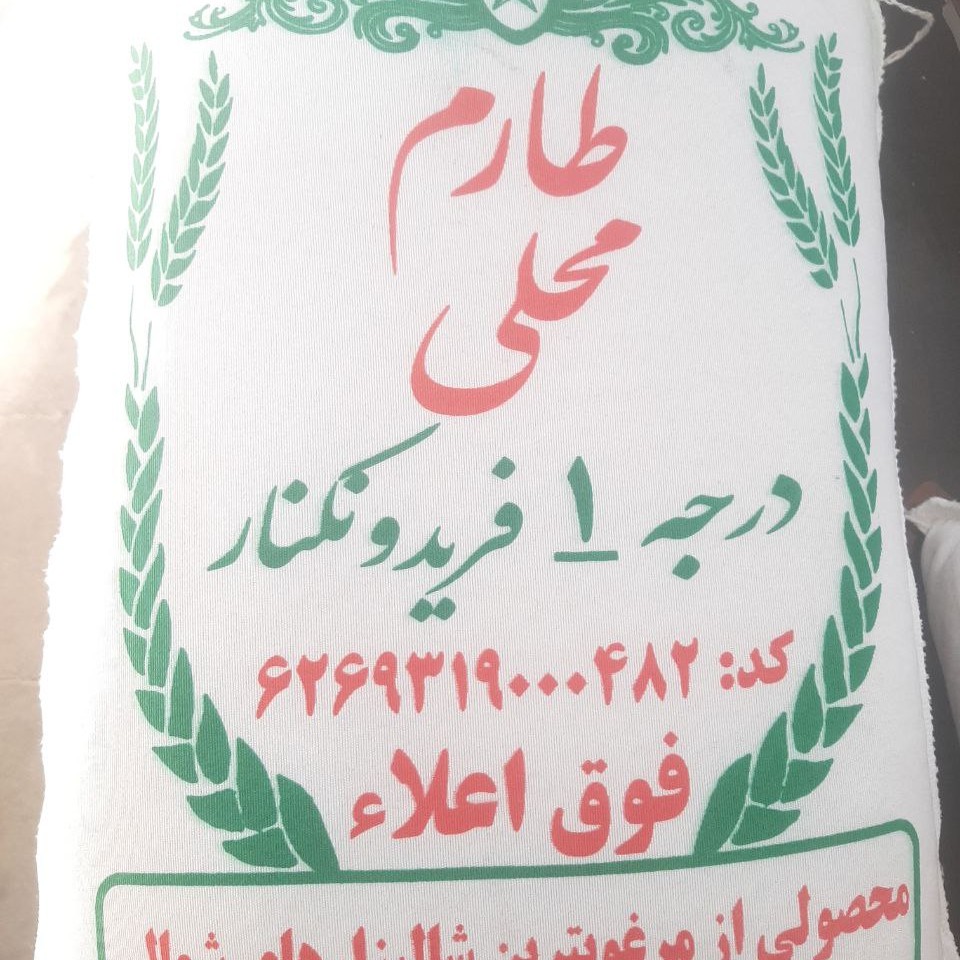 طارم
محلی
درجه ۱ فریدونکنار
کد: ۶۲۶۹۳۱۹۰۰۰۴۸۲
فوق اعلاء
محصولی از مرغوبترین شالیزارهای شمال